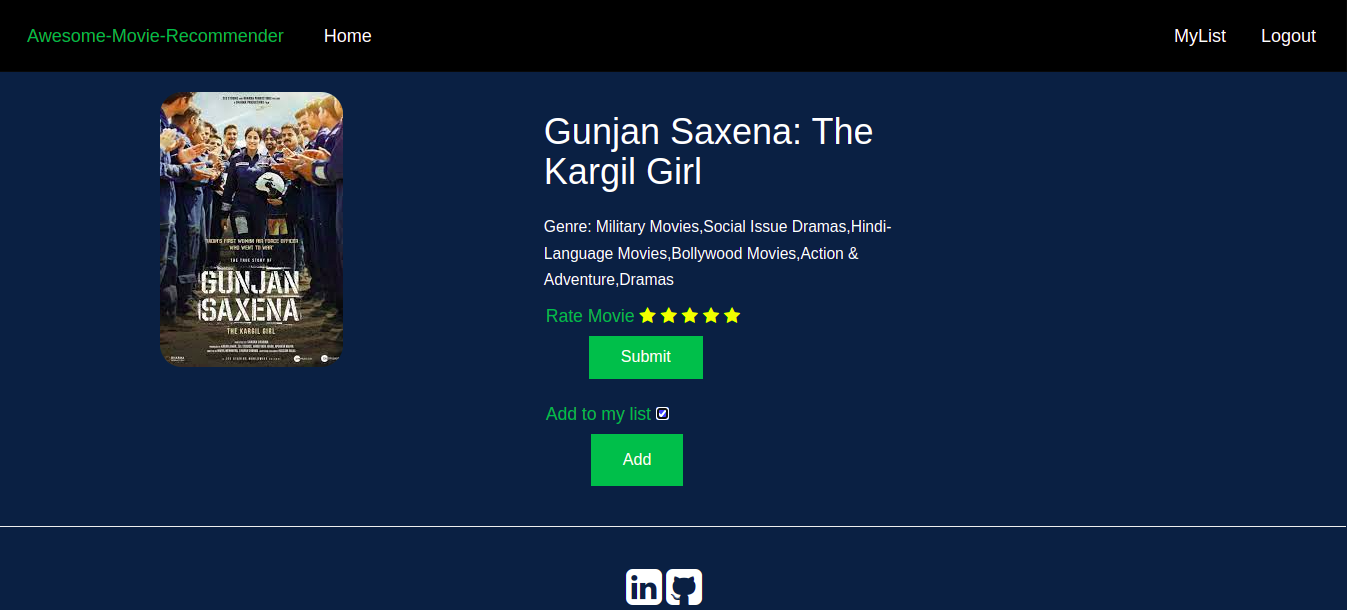 Awesome-Movie-Recommender Home MyList Logout
INDIA'S FIRST WOMAN AIR FORCE OFFICER
WHO WENT TO WAR
THE TRUE STORY OF
GUNJAN
SAXENA
THE KARGIL GIRL
Gunjan Saxena: The
Kargil Girl
Genre: Military Movies,Social Issue Dramas,Hindi-
Language Movies,Bollywood Movies,Action &
Adventure,Dramas
Rate Movie
Submit
Add to my list
Add
in